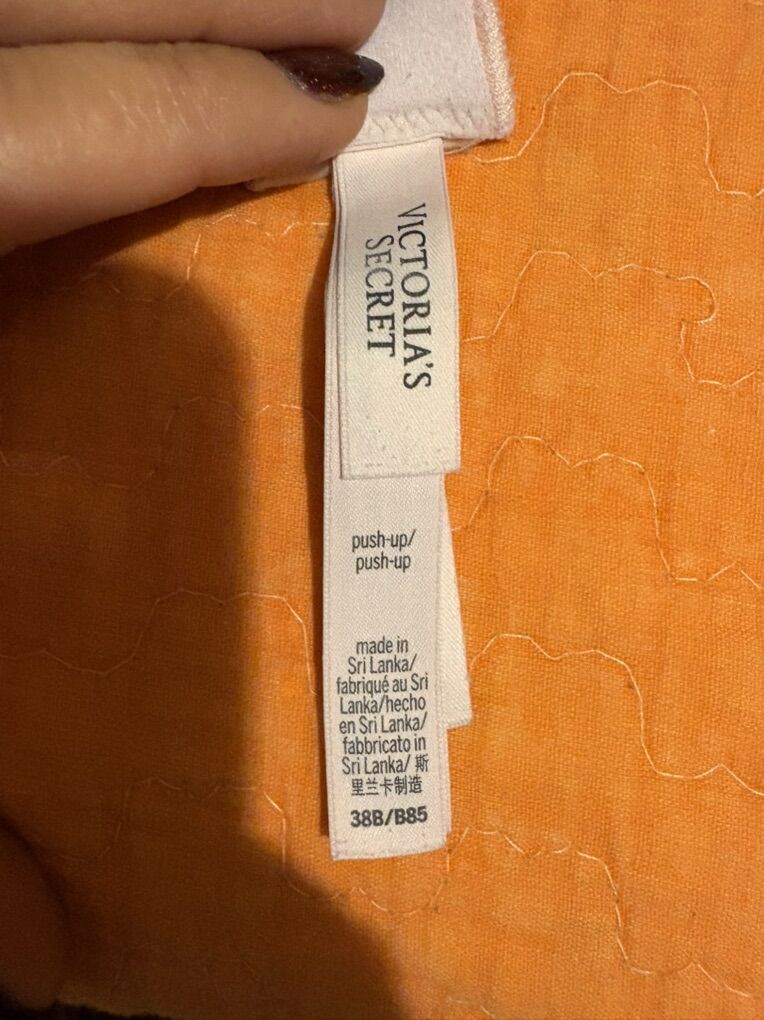 VICTORIA'S
SECRET
push-up/
push-up
made in
Sri Lanka/
fabriqué au Sri
Lanka/hecho
en Sri Lanka/
fabbricato in
Sri Lanka/ 斯
里兰卡制造
38B/B85